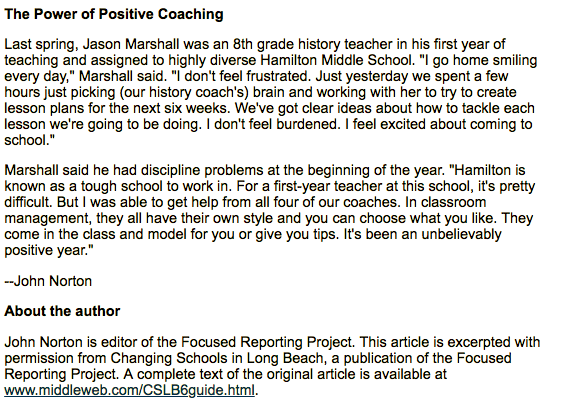 The Power of Positive Coaching
Last spring, Jason Marshall was an 8th grade history teacher in his first year of
teaching and assigned to highly diverse Hamilton Middle School. "I go home smiling
every day," Marshall said. "I don't feel frustrated. Just yesterday we spent a few
hours just picking (our history coach's) brain and working with her to try to create
lesson plans for the next six weeks. We've got clear ideas about how to tackle each
lesson we're going to be doing. I don't feel burdened. I feel excited about coming to
school."
Marshall said he had discipline problems at the beginning of the year. "Hamilton is
known as a tough school to work in. For a first-year teacher at this school, it's pretty
difficult. But I was able to get help from all four of our coaches. In classroom
management, they all have their own style and you can choose what you like. They
come in the class and model for you or give you tips. It's been an unbelievably
positive year."
--John Norton
About the author
John Norton is editor of the Focused Reporting Project. This article is excerpted with
permission from Changing Schools in Long Beach, a publication of the Focused
Reporting Project. A complete text of the original article is available at
www.middleweb.com/CSLB6guide.html.